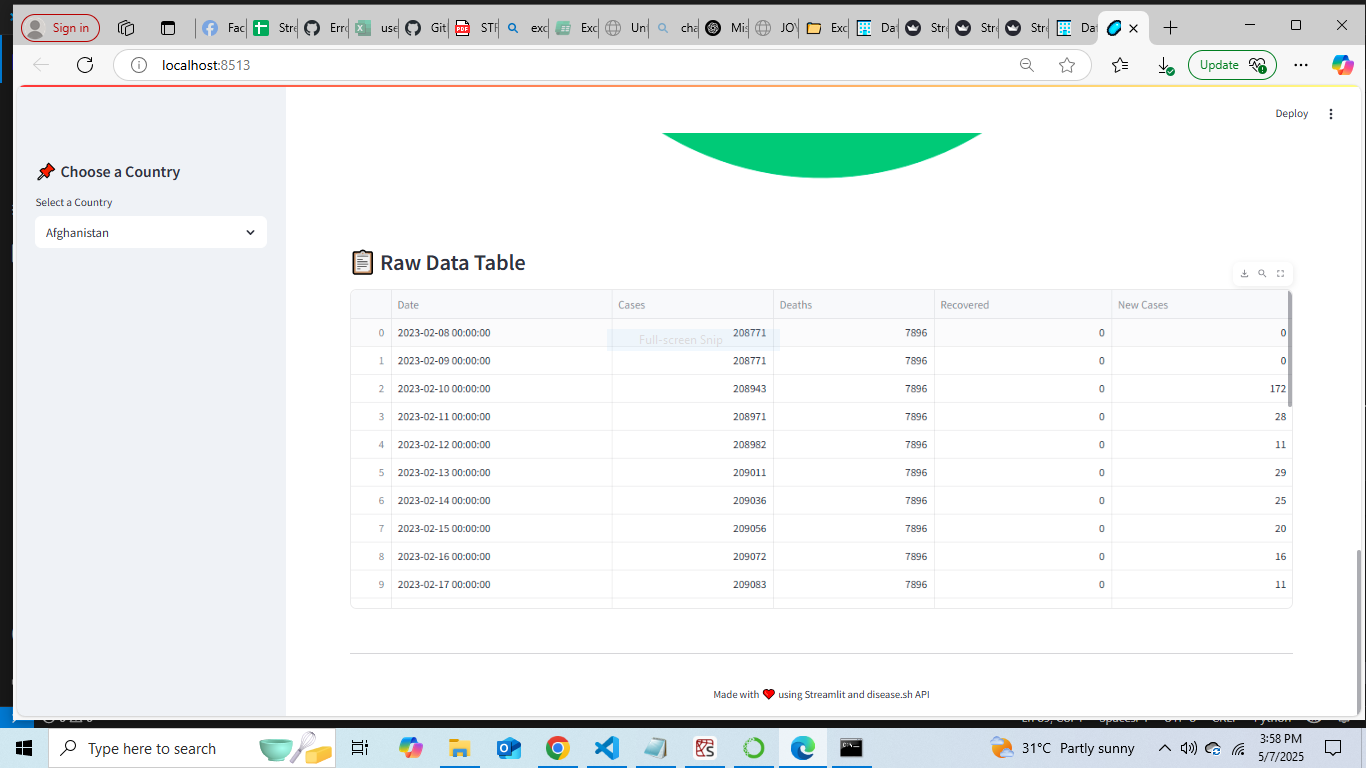 Sign in
Fac
Stre
Erro
use
Git
STR
exc
Exc
Un
cha
Mis
JO
Exc
Da
Stre
Stre
Stre
Da
localhost:8513
Update
Deploy
Choose a Country
Select a Country
Afghanistan
Raw Data Table
Date Cases Deaths Recovered New Cases
0 2023-02-08 00:00:00 208771 7896 0 0
Full-screen Snip
1 2023-02-09 00:00:00 208771 7896 0 0
2 2023-02-10 00:00:00 208943 7896 0 172
3 2023-02-11 00:00:00 208971 7896 0 28
4 2023-02-12 00:00:00 208982 7896 0 11
5 2023-02-13 00:00:00 209011 7896 0 29
6 2023-02-14 00:00:00 209036 7896 0 25
7 2023-02-15 00:00:00 209056 7896 0 20
8 2023-02-16 00:00:00 209072 7896 0 16
9 2023-02-17 00:00:00 209083 7896 0 11
Made with ❤️ using Streamlit and disease.sh API
Type here to search
31°C Partly sunny
3:58 PM
5/7/2025